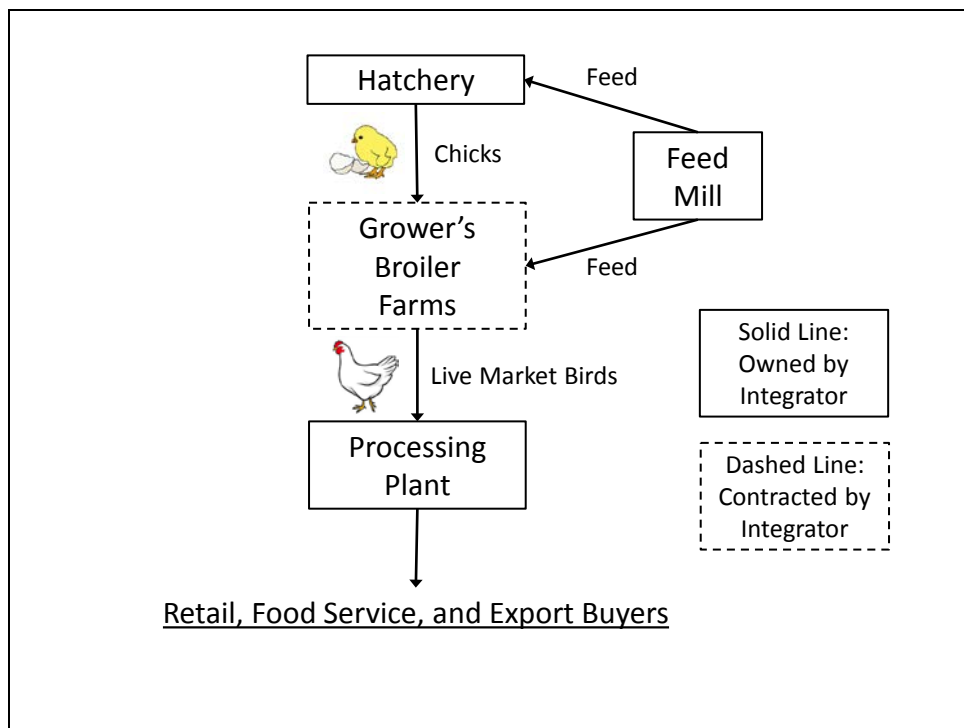 Hatchery
Feed
Chicks
Feed
Mill
Grower’s
Broiler
Farms
Feed
Live Market Birds
Processing
Plant
Retail, Food Service, and Export Buyers
Solid Line:
Owned by
Integrator
Dashed Line:
Contracted by
Integrator